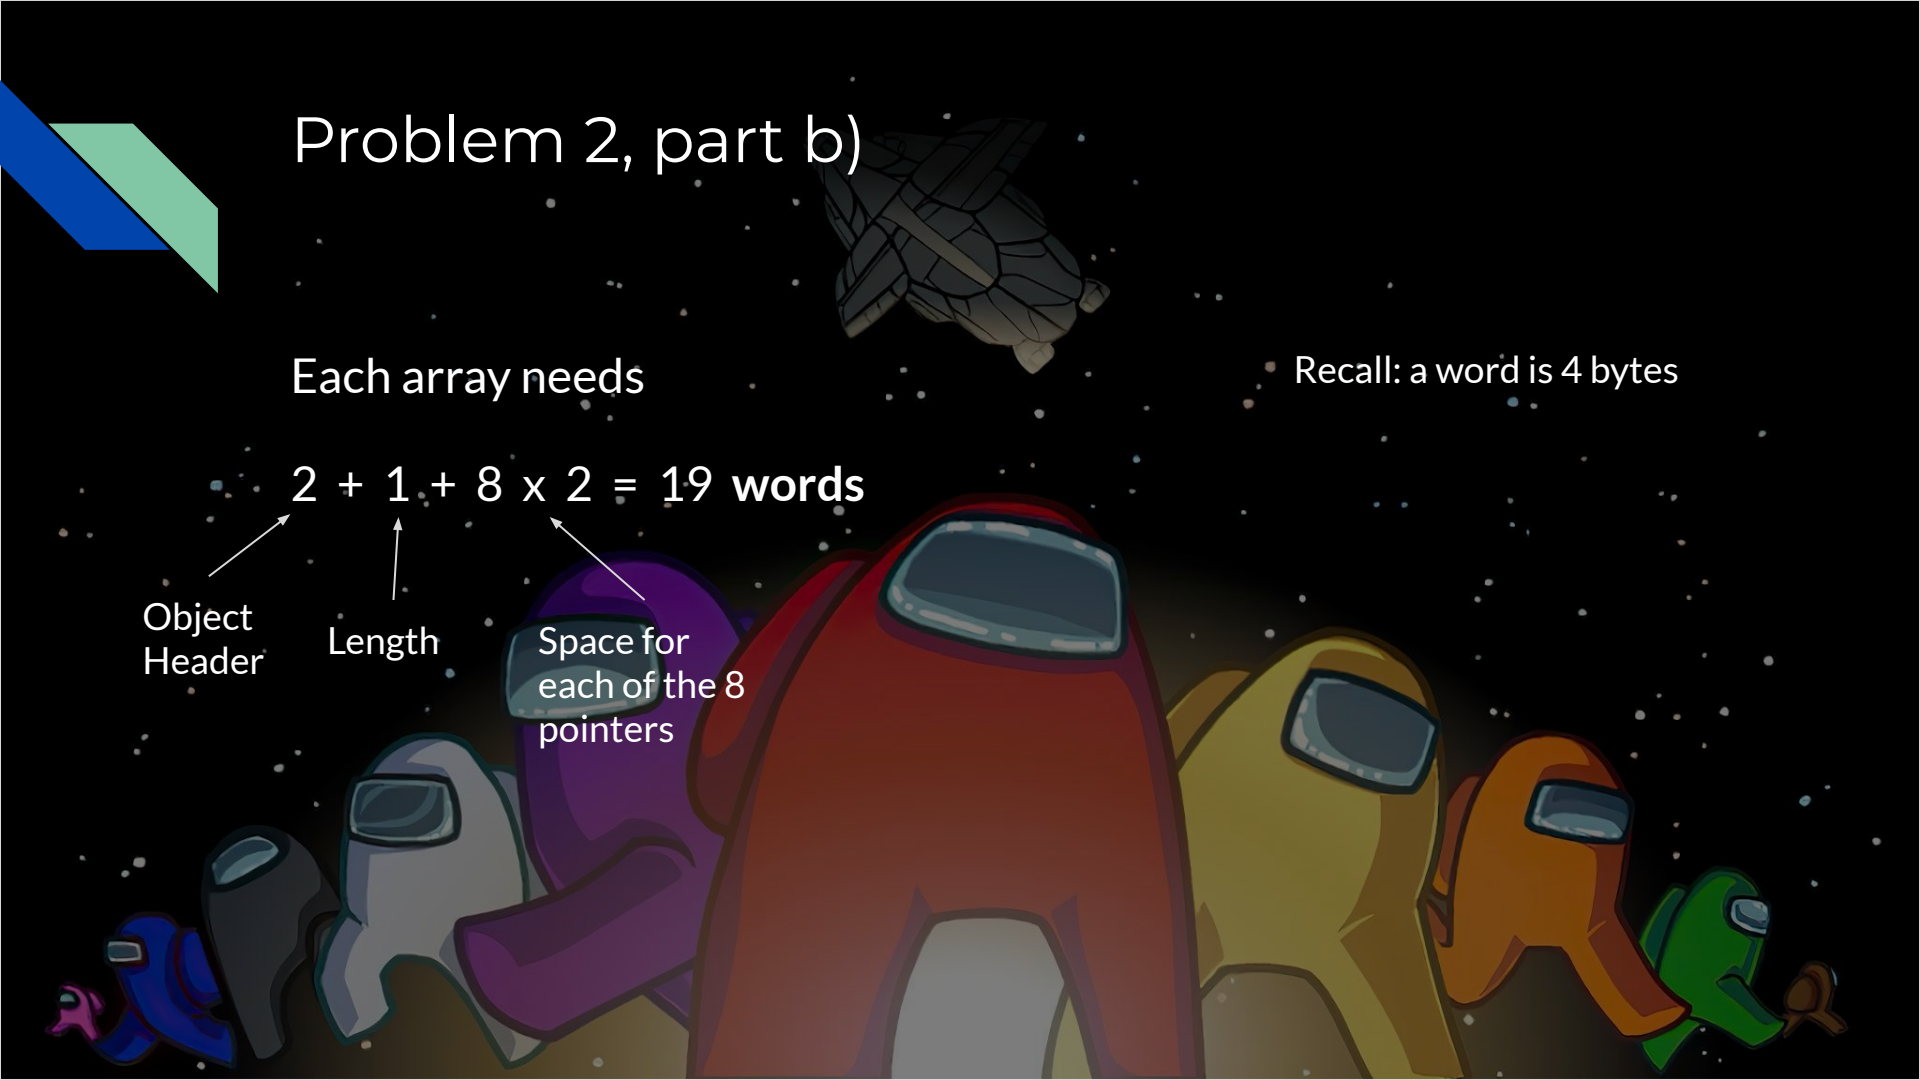 Problem 2, part b)
Each array needs
Recall: a word is 4 bytes
2 + 1 + 8 x 2 = 19 words
Object
Header
Length
Space for
each of the 8
pointers